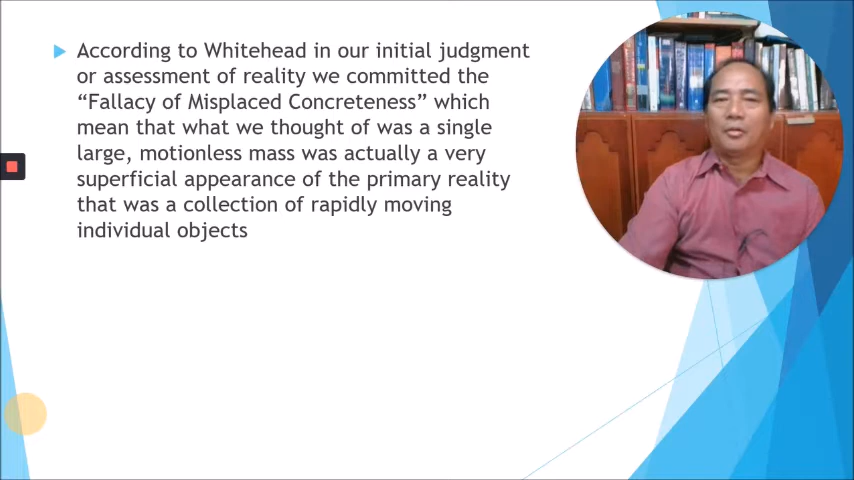 According to Whitehead in our initial judgment
or assessment of reality we committed the
“Fallacy of Misplaced Concreteness” which
mean that what we thought of was a single
large, motionless mass was actually a very
superficial appearance of the primary reality
that was a collection of rapidly moving
individual objects